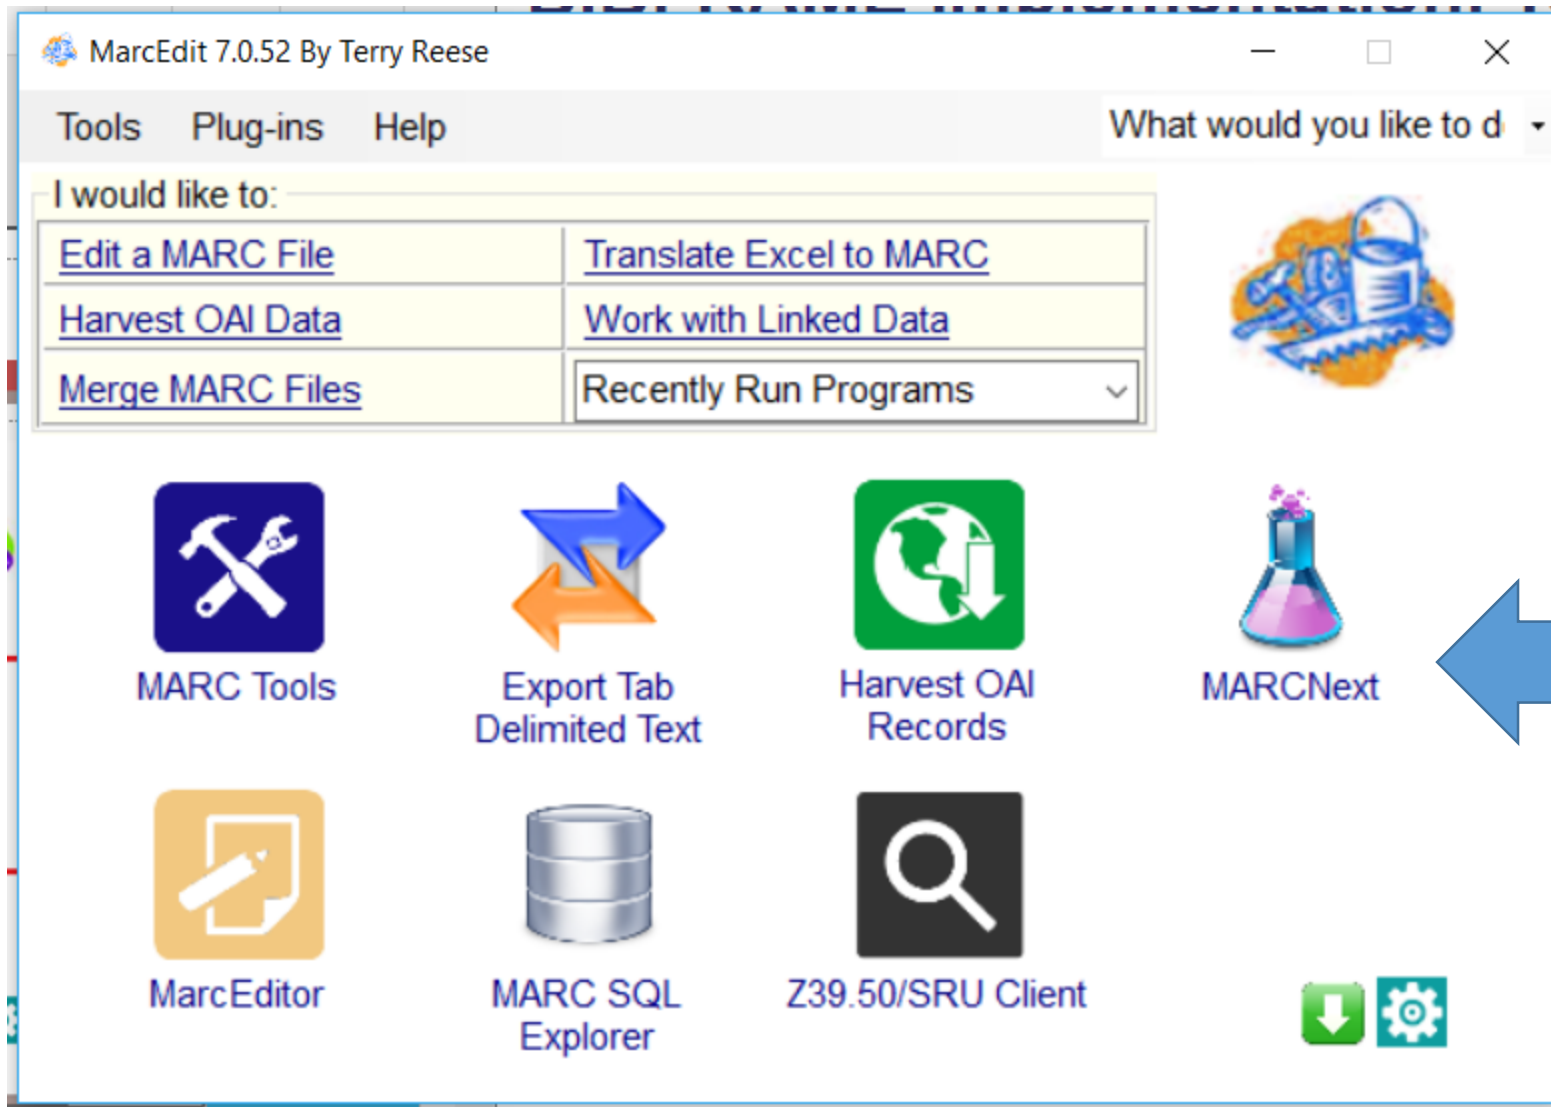 MarcEdit 7.0.52 By Terry Reese
Tools Plug-ins Help What would you like to d
I would like to:
Edit a MARC File Translate Excel to MARC
Harvest OAI Data Work with Linked Data
Merge MARC Files Recently Run Programs
MARC Tools
Export Tab
Delimited Text
Harvest OAI
Records
MARCNext
MarcEditor
MARC SQL
Explorer
Z39.50/SRU Client